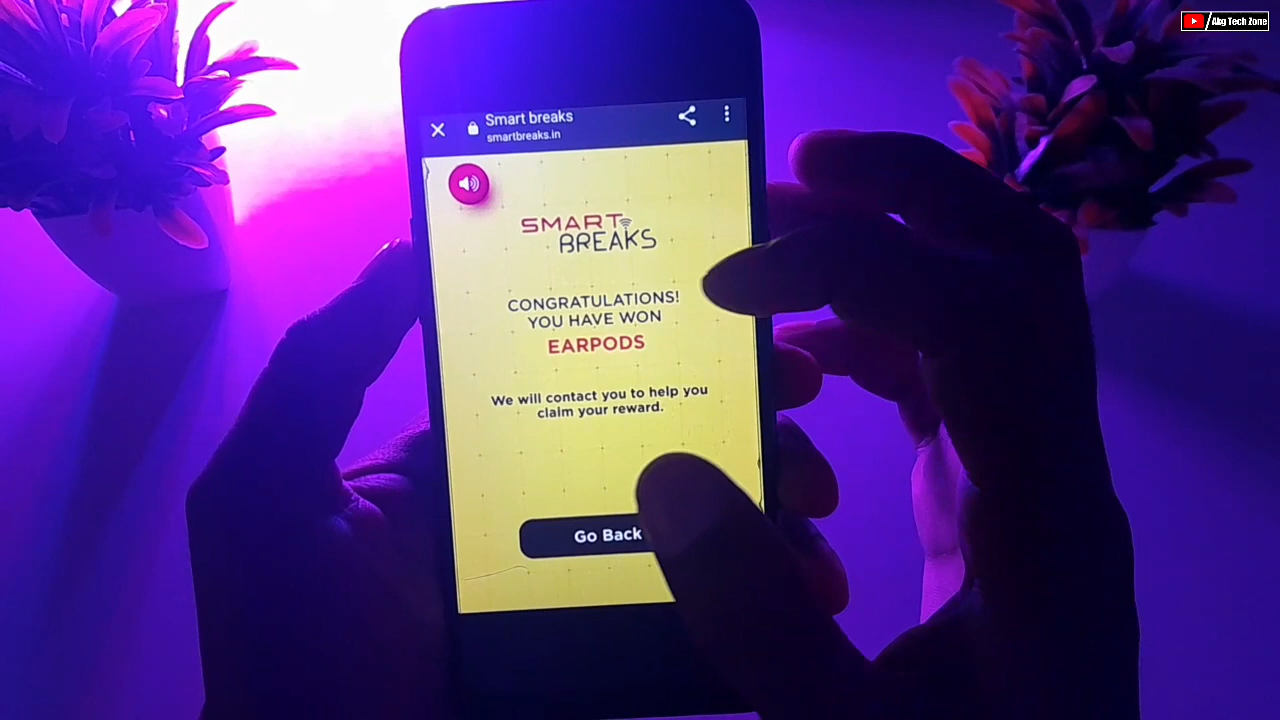 Akg Tech Zone
Smart breaks
smartbreaks.in
SMART
BREAKS
CONGRATULATIONS!
YOU HAVE WON
EARPODS
We will contact you to help you
claim your reward.
Go Back